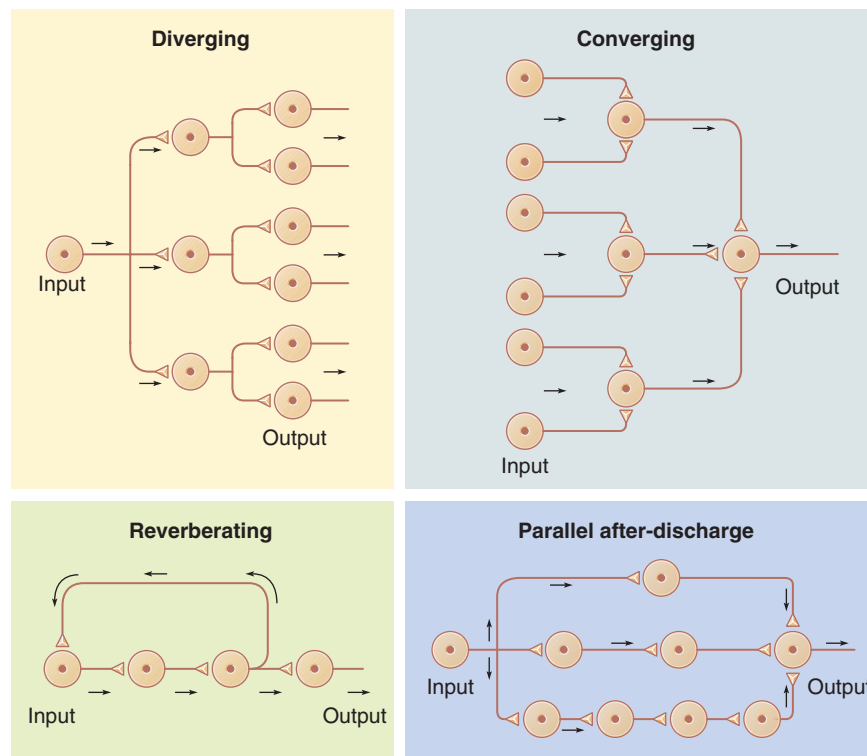 Diverging
Input
Output
Converging
Output
Input
Reverberating
Input
Output
Parallel after-discharge
Input
Output